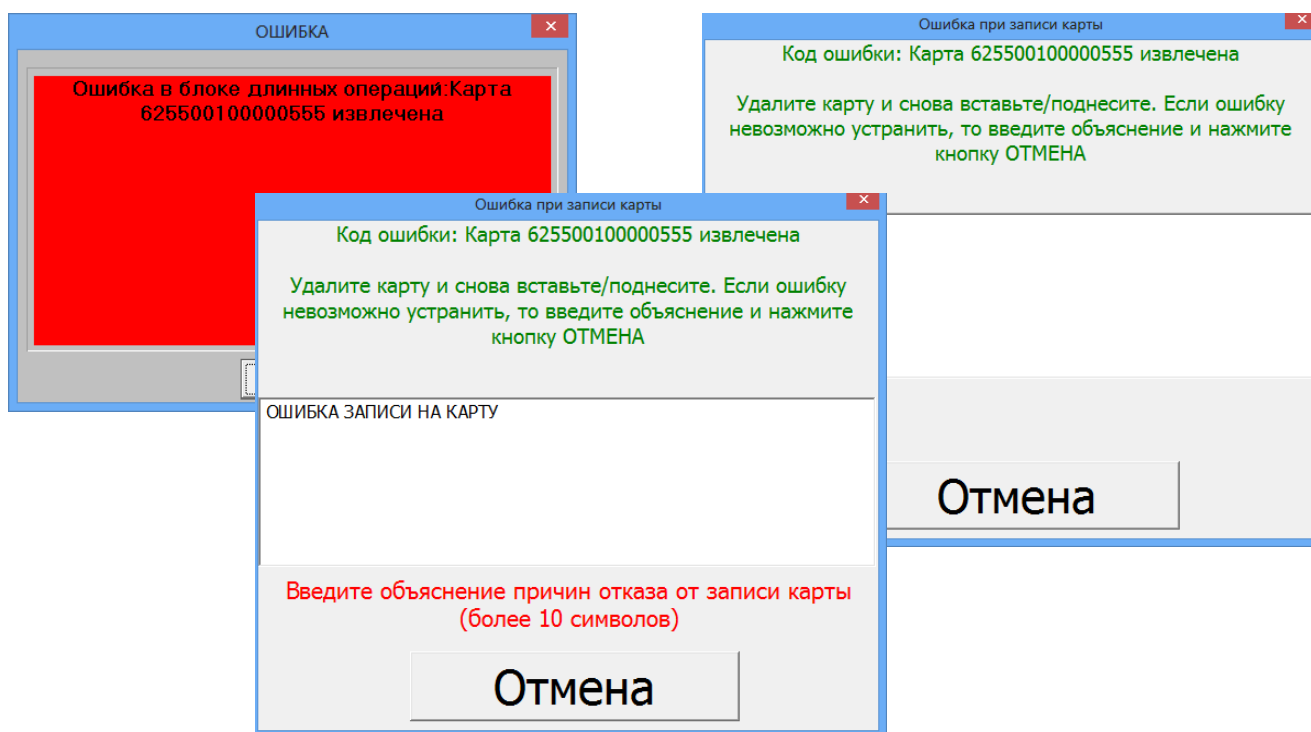 ОШИБКА
Ошибка в блоке длинных операций:Карта
625500100000555 извлечена
Ошибка при записи карты
Код ошибки: Карта 625500100000555 извлечена
Удалите карту и снова вставьте/поднесите. Если ошибку
невозможно устранить, то введите объяснение и нажмите
кнопку ОТМЕНА
Отмена
Ошибка при записи карты
Код ошибки: Карта 625500100000555 извлечена
Удалите карту и снова вставьте/поднесите. Если ошибку
невозможно устранить, то введите объяснение и нажмите
кнопку ОТМЕНА
ОШИБКА ЗАПИСИ НА КАРТУ
Введите объяснение причин отказа от записи карты
(более 10 символов)
Отмена